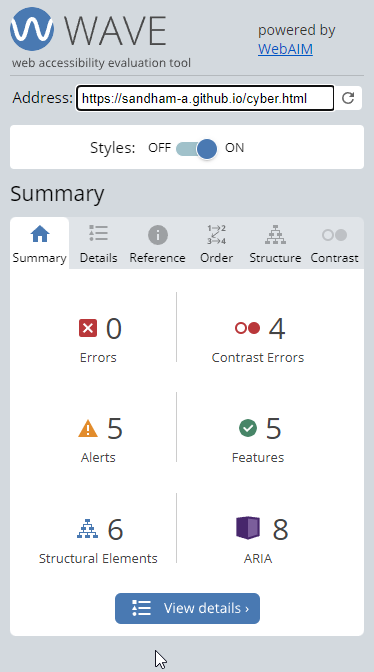 WAVE
powered by
WebAIM
web accessibility evaluation tool
Address: https://sandham-a.github.io/cyber.html
Styles: OFF ON
Summary
Summary Details Reference Order Structure Contrast
0 4
Errors Contrast Errors
5 5
Alerts Features
6 8
Structural Elements ARIA
View details ›